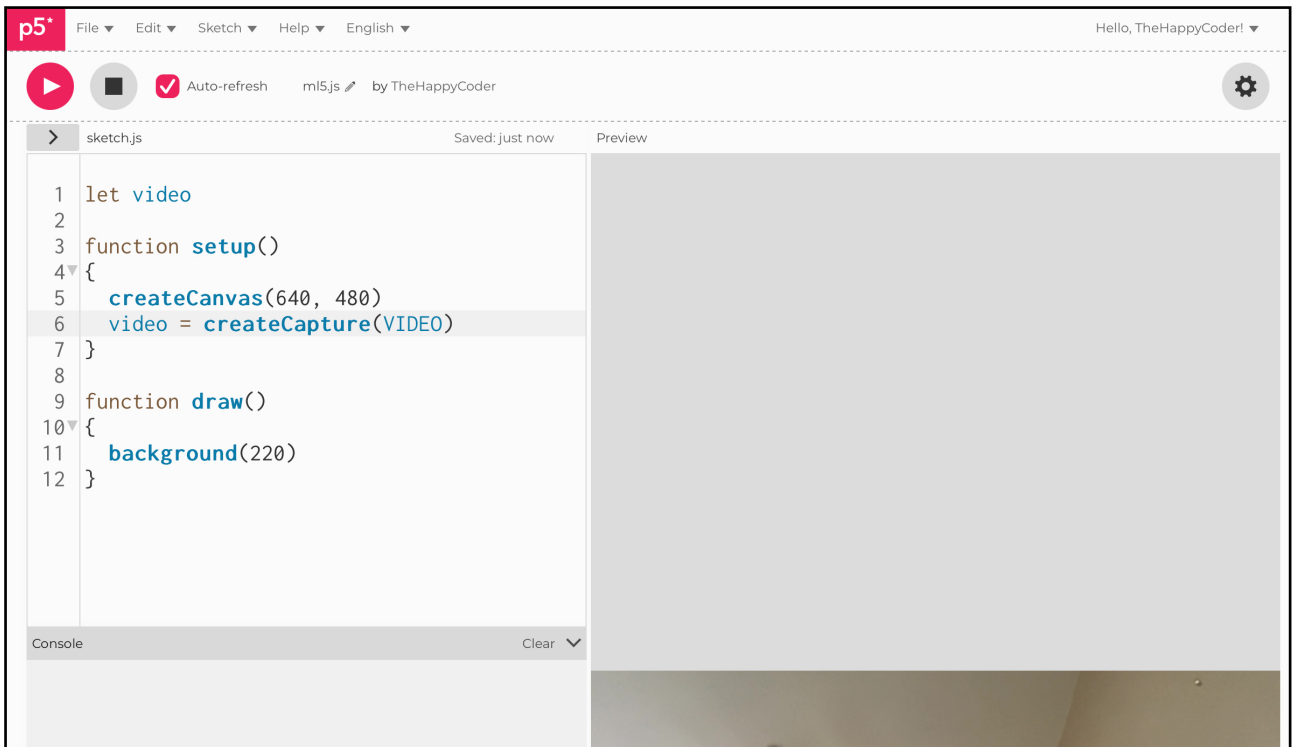 p5* File Edit Sketch Help English Hello, TheHappyCoder!
Auto-refresh ml5.js by TheHappyCoder
sketch.js Saved: just now Preview
1 let video
2
3 function setup()
4 {
5 createCanvas(640, 480)
6 video = createCapture(VIDEO)
7 }
8
9 function draw()
10 {
11 background(220)
12 }
Console Clear